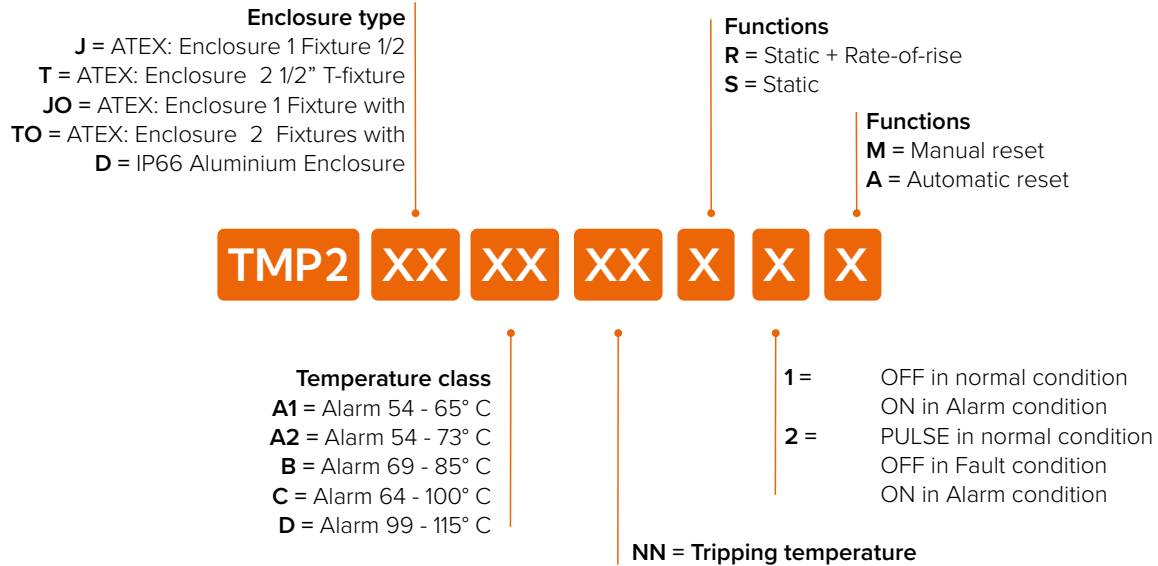 Enclosure type
J = ATEX: Enclosure 1 Fixture 1/2
T = ATEX: Enclosure 2 1/2” T-fixture
JO = ATEX: Enclosure 1 Fixture with
TO = ATEX: Enclosure 2 Fixtures with
D = IP66 Aluminium Enclosure
Functions
R = Static + Rate-of-rise
S = Static
Functions
M = Manual reset
A = Automatic reset
TMP2 XX XX XX X X X
Temperature class
A1 = Alarm 54 - 65° C
A2 = Alarm 54 - 73° C
B = Alarm 69 - 85° C
C = Alarm 64 - 100° C
D = Alarm 99 - 115° C
1 = OFF in normal condition
ON in Alarm condition
2 = PULSE in normal condition
OFF in Fault condition
ON in Alarm condition
NN = Tripping temperature